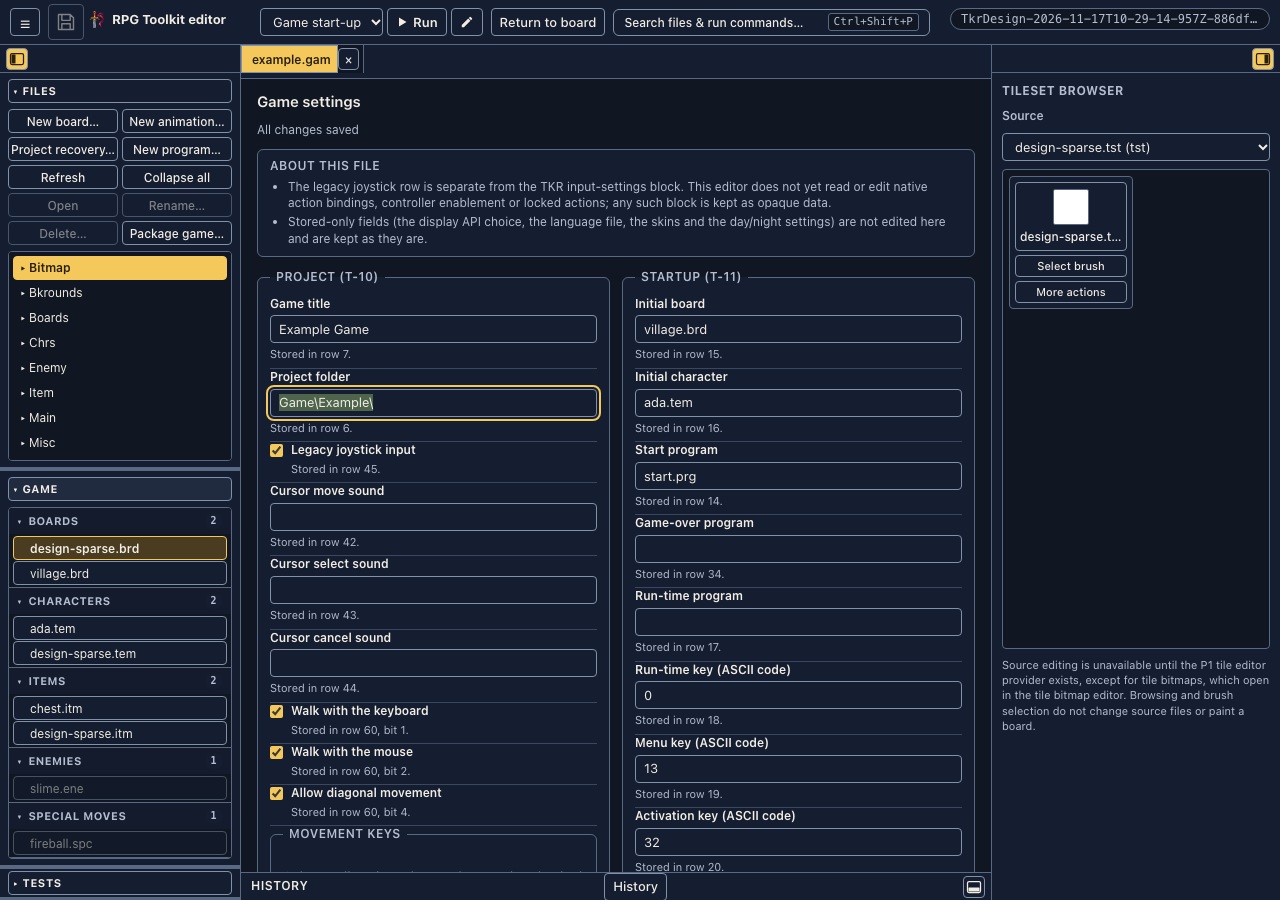 RPG Toolkit editor
Game start-up
Run
Return to board
Search files & run commands...
Ctrl+Shift+P
TkrDesign-2026-11-17T10-29-14-957Z-886df...
FILES
New board...
New animation...
Project recovery...
New program...
Refresh
Collapse all
Open
Rename...
Delete...
Package game...
Bitmap
Bkrounds
Boards
Chrs
Enemy
Item
Main
Misc
GAME
BOARDS 2
design-sparse.brd
village.brd
CHARACTERS 2
ada.tem
design-sparse.tem
ITEMS 2
chest.itm
design-sparse.itm
ENEMIES 1
slime.ene
SPECIAL MOVES 1
fireball.spc
TESTS
example.gam ×
Game settings
All changes saved
ABOUT THIS FILE
• The legacy joystick row is separate from the TKR input-settings block. This editor does not yet read or edit native
action bindings, controller enablement or locked actions; any such block is kept as opaque data.
• Stored-only fields (the display API choice, the language file, the skins and the day/night settings) are not edited here
and are kept as they are.
PROJECT (T-10)
Game title
Example Game
Stored in row 7.
Project folder
Game\Example\
Stored in row 6.
Legacy joystick input
Stored in row 45.
Cursor move sound
Stored in row 42.
Cursor select sound
Stored in row 43.
Cursor cancel sound
Stored in row 44.
Walk with the keyboard
Stored in row 60, bit 1.
Walk with the mouse
Stored in row 60, bit 2.
Allow diagonal movement
Stored in row 60, bit 4.
MOVEMENT KEYS
STARTUP (T-11)
Initial board
village.brd
Stored in row 15.
Initial character
ada.tem
Stored in row 16.
Start program
start.prg
Stored in row 14.
Game-over program
Stored in row 34.
Run-time program
Stored in row 17.
Run-time key (ASCII code)
0
Stored in row 18.
Menu key (ASCII code)
13
Stored in row 19.
Activation key (ASCII code)
32
Stored in row 20.
HISTORY
History
TILESET BROWSER
Source
design-sparse.tst (tst)
design-sparse.t...
Select brush
More actions
Source editing is unavailable until the P1 tile editor
provider exists, except for tile bitmaps, which open
in the tile bitmap editor. Browsing and brush
selection do not change source files or paint a
board.